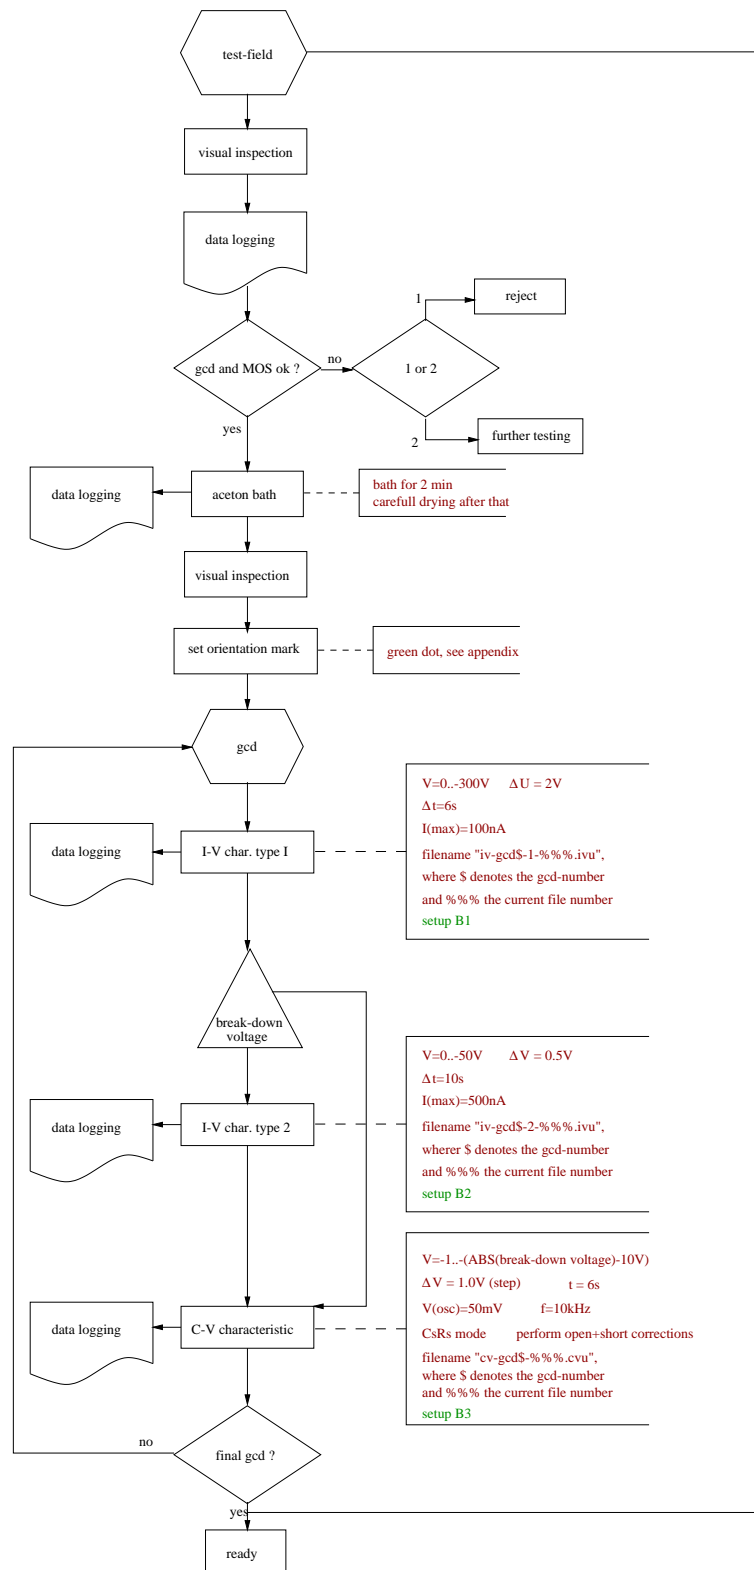 test-field
visual inspection
data logging
1
reject
gcd and MOS ok ?
no
1 or 2
yes
2
further testing
data logging
aceton bath
bath for 2 min
carefull drying after that
visual inspection
set orientation mark
green dot, see appendix
gcd
V=0..-300V ΔU = 2V
Δt=6s
I(max)=100nA
data logging
I-V char. type I
filename "iv-gcd$-1-%%%.ivu",
where $ denotes the gcd-number
and %%% the current file number
setup B1
break-down
voltage
V=0..-50V ΔV = 0.5V
Δt=10s
I(max)=500nA
data logging
I-V char. type 2
filename "iv-gcd$-2-%%%.ivu",
wherer $ denotes the gcd-number
and %%% the current file number
setup B2
V=-1..-(ABS(break-down voltage)-10V)
ΔV = 1.0V (step) t = 6s
V(osc)=50mV f=10kHz
data logging
C-V characteristic
CsRs mode perform open+short corrections
filename "cv-gcd$-%%%.cvu",
where $ denotes the gcd-number
and %%% the current file number
setup B3
no
final gcd ?
yes
ready